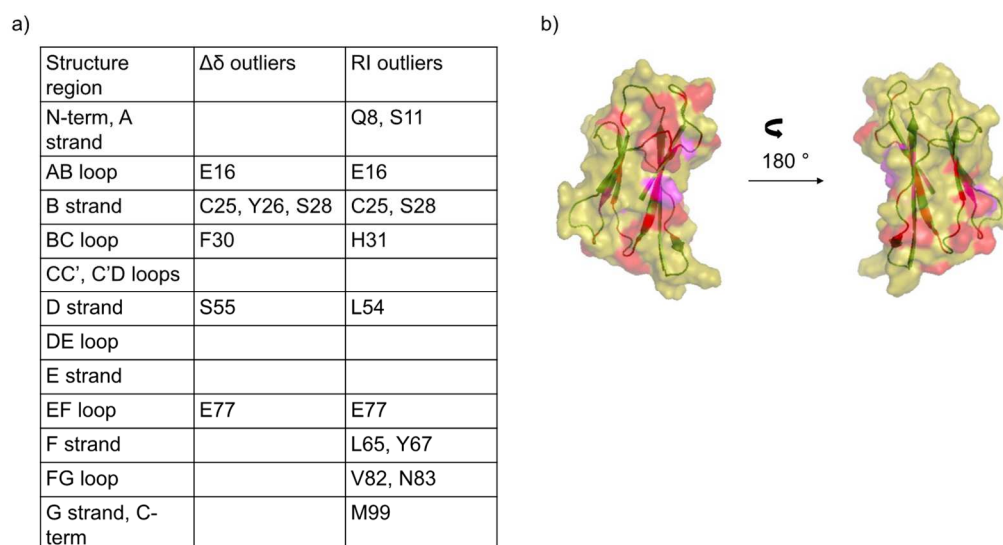 a)
Structure region Δδ outliers RI outliers
N-term, A strand Q8, S11
AB loop E16 E16
B strand C25, Y26, S28 C25, S28
BC loop F30 H31
CC’, C’D loops
D strand S55 L54
DE loop
E strand
EF loop E77 E77
F strand L65, Y67
FG loop V82, N83
G strand, C-term M99
b)
180 °